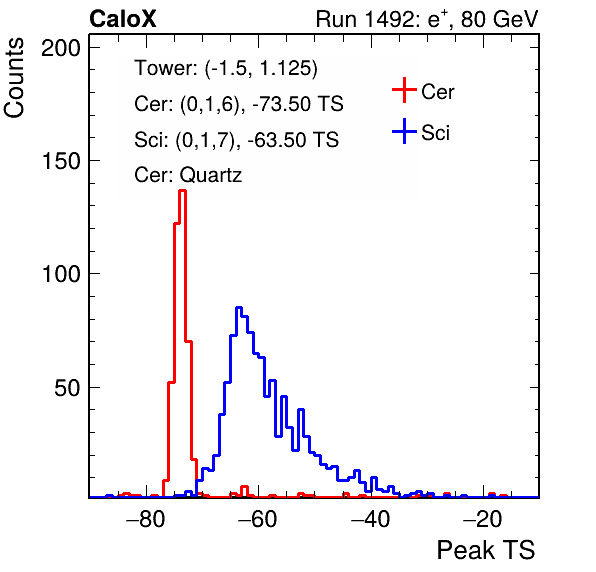 CaloX Run 1492: e⁺, 80 GeV
Counts
200
Tower: (-1.5, 1.125)
Cer: (0,1,6), -73.50 TS
Sci: (0,1,7), -63.50 TS
Cer: Quartz
Cer
Sci
150
100
50
−80 −60 −40 −20
Peak TS